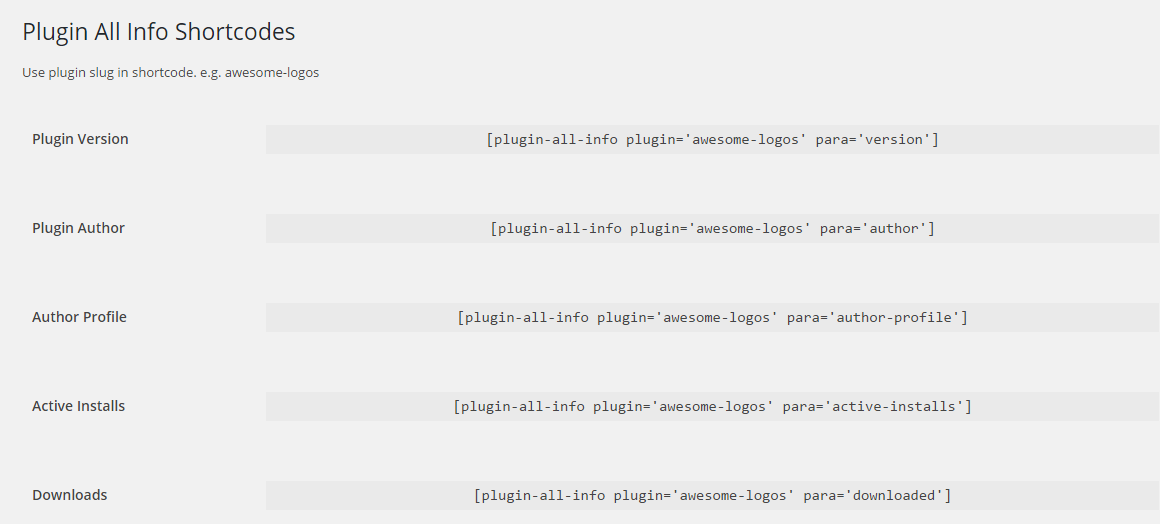 Plugin All Info Shortcodes
Use plugin slug in shortcode. e.g. awesome-logos
Plugin Version [plugin-all-info plugin='awesome-logos' para='version']
Plugin Author [plugin-all-info plugin='awesome-logos' para='author']
Author Profile [plugin-all-info plugin='awesome-logos' para='author-profile']
Active Installs [plugin-all-info plugin='awesome-logos' para='active-installs']
Downloads [plugin-all-info plugin='awesome-logos' para='downloaded']